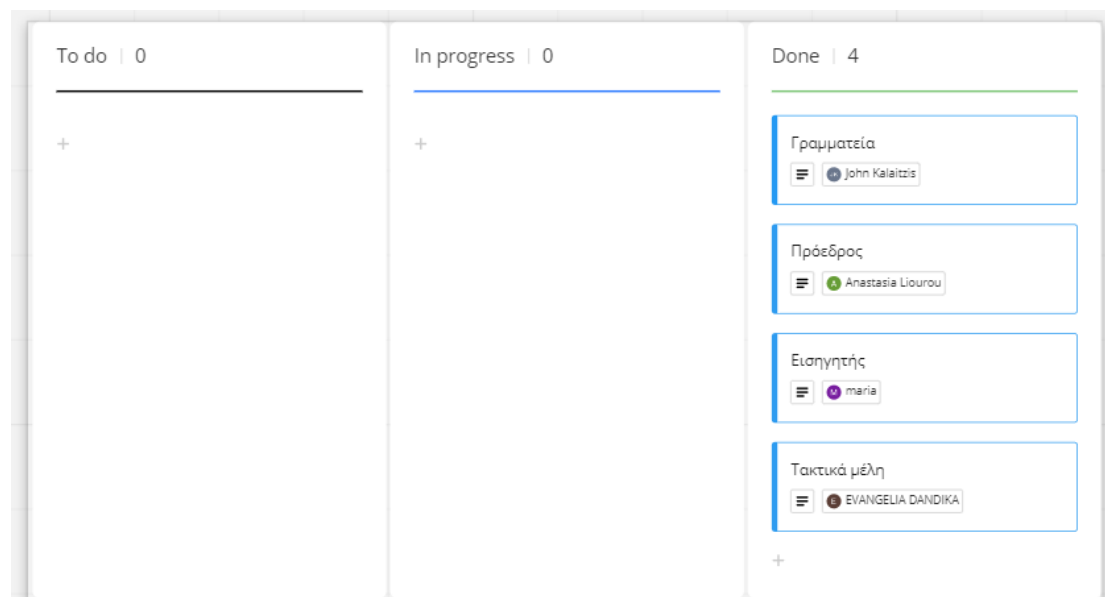 To do | 0
In progress | 0
Done | 4
+
+
Γραμματεία
JK John Kalaitzis
Πρόεδρος
A Anastasia Liourou
Εισηγητής
M maria
Τακτικά μέλη
E EVANGELIA DANDIKA
+